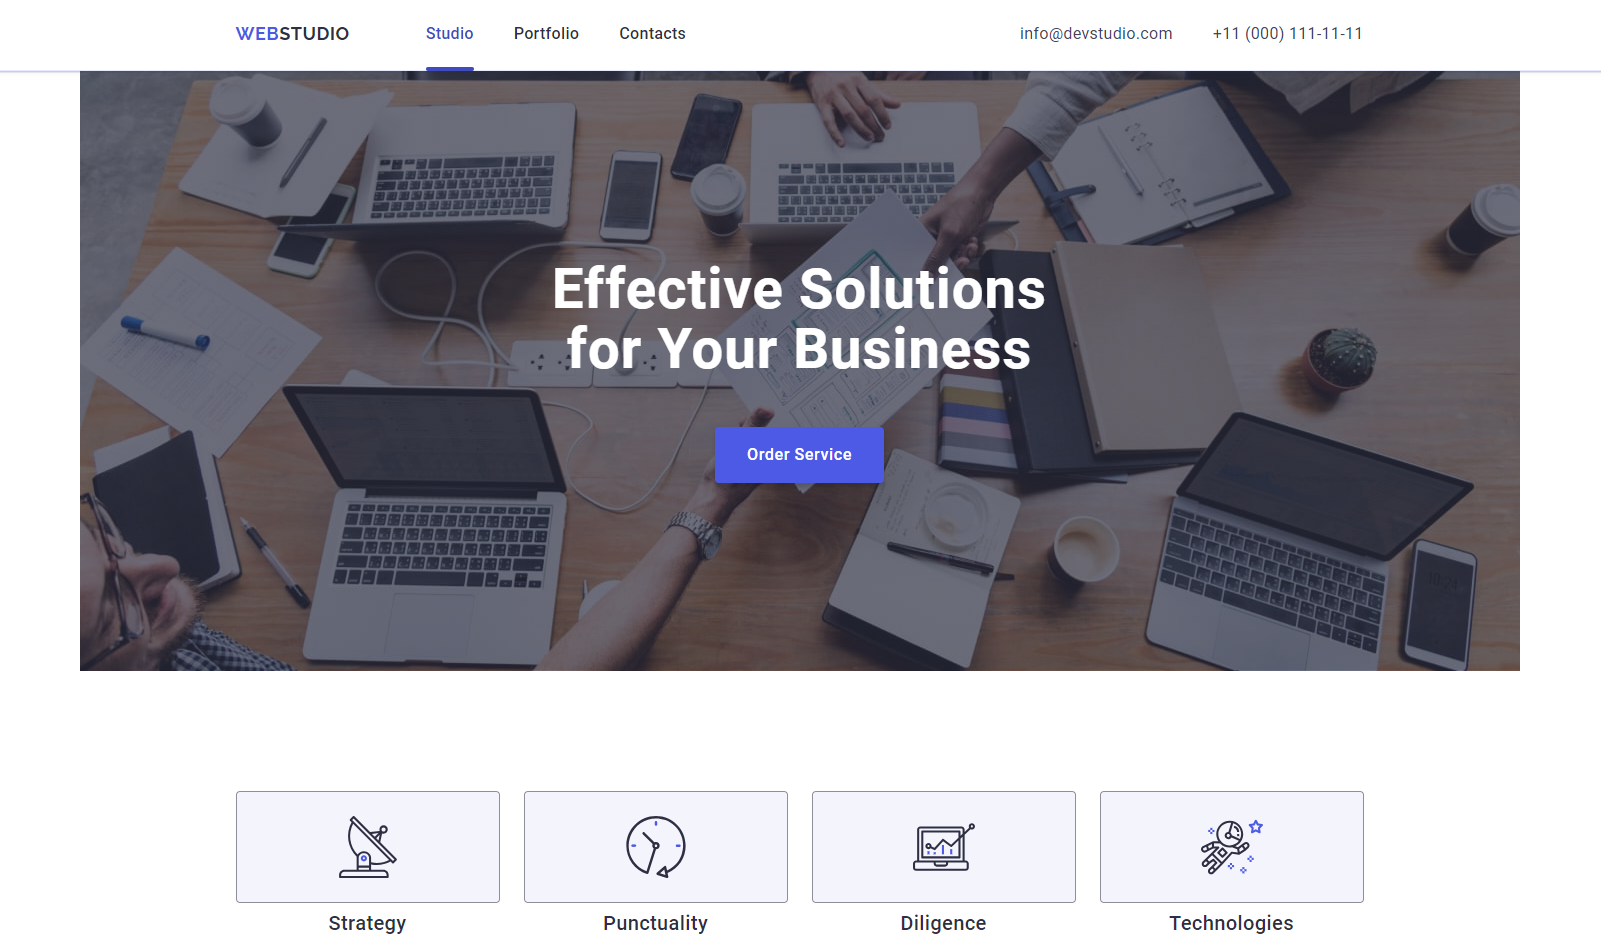 WEBSTUDIO
Studio
Portfolio
Contacts
info@devstudio.com
+11 (000) 111-11-11
Effective Solutions
for Your Business
Order Service
Strategy
Punctuality
Diligence
Technologies